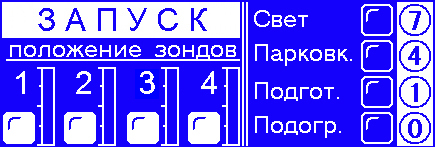 ЗАПУСК
положение зондов
1 2 3 4
Свет 7
Парковк. 4
Подгот. 1
Подогр. 0